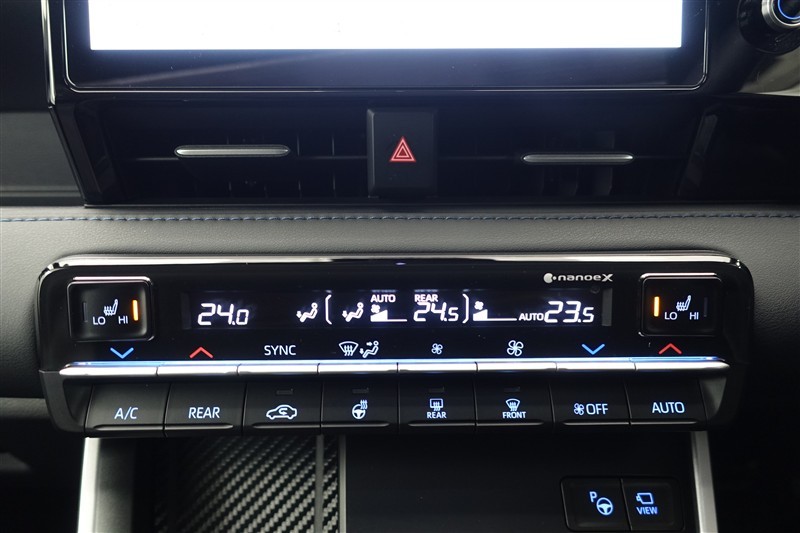 nanoeX
LO HI
24.0
AUTO
REAR
24.5
AUTO 23.5
LO HI
SYNC
A/C
REAR
REAR
FRONT
OFF
AUTO
P
VIEW